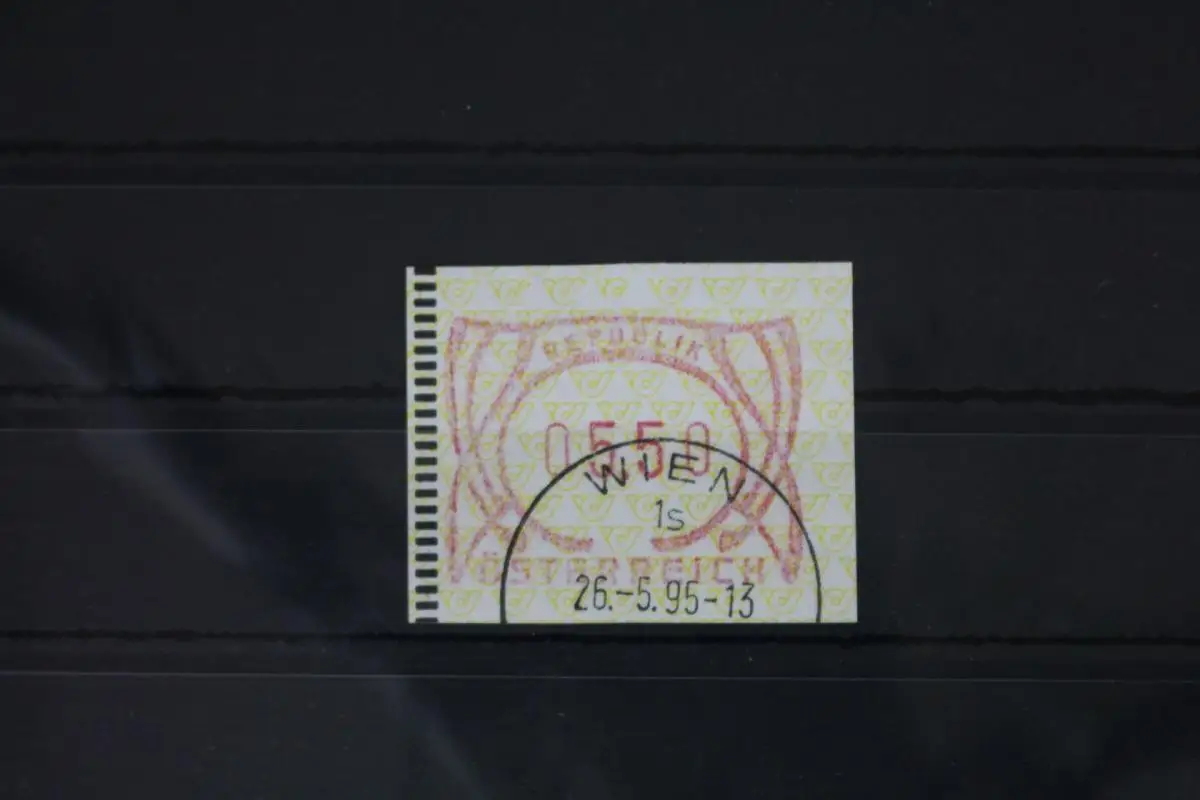 REPUBLIK
0550
WIEN
1s
ÖSTERREICH
26.-5.95-13